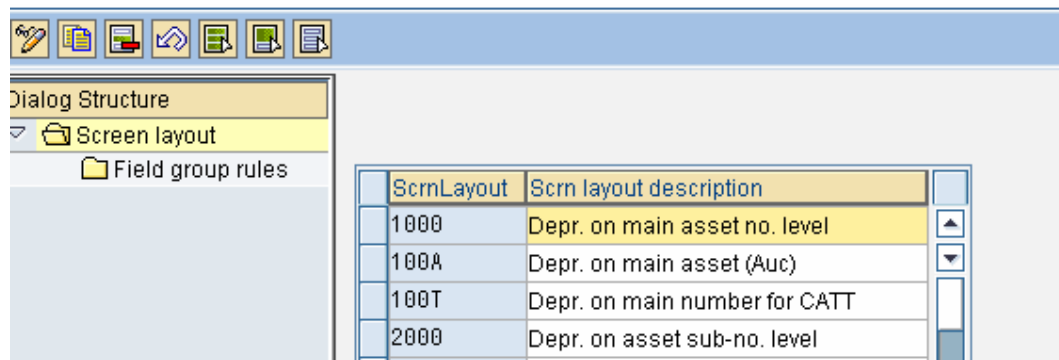 Dialog Structure
Screen layout
Field group rules
ScrnLayout Scrn layout description
1000 Depr. on main asset no. level
100A Depr. on main asset (Auc)
100T Depr. on main number for CATT
2000 Depr. on asset sub-no. level